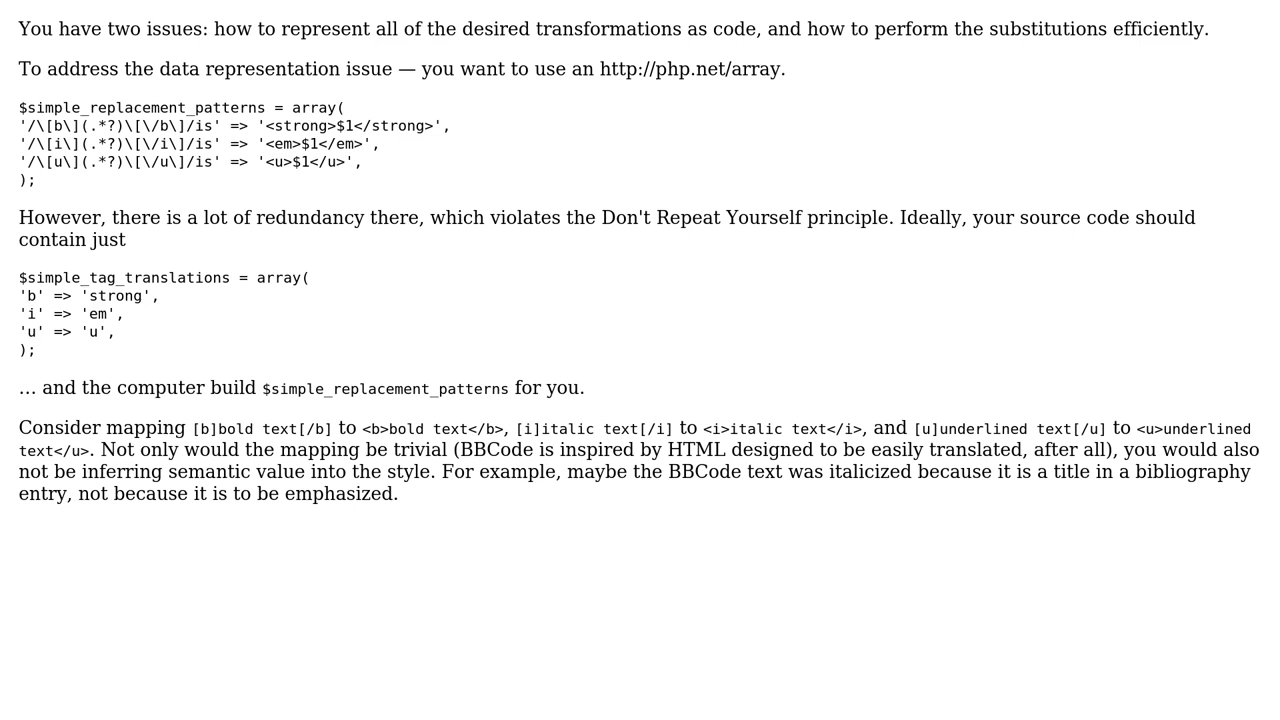 You have two issues: how to represent all of the desired transformations as code, and how to perform the substitutions efficiently.
To address the data representation issue — you want to use an http://php.net/array.
$simple_replacement_patterns = array(
'/\[b\](.*?)\[\/b\]/is' => '<strong>$1</strong>',
'/\[i\](.*?)\[\/i\]/is' => '<em>$1</em>',
'/\[u\](.*?)\[\/u\]/is' => '<u>$1</u>',
);
However, there is a lot of redundancy there, which violates the Don't Repeat Yourself principle. Ideally, your source code should
contain just
$simple_tag_translations = array(
'b' => 'strong',
'i' => 'em',
'u' => 'u',
);
… and the computer build $simple_replacement_patterns for you.
Consider mapping [b]bold text[/b] to <b>bold text</b>, [i]italic text[/i] to <i>italic text</i>, and [u]underlined text[/u] to <u>underlined
text</u>. Not only would the mapping be trivial (BBCode is inspired by HTML designed to be easily translated, after all), you would also
not be inferring semantic value into the style. For example, maybe the BBCode text was italicized because it is a title in a bibliography
entry, not because it is to be emphasized.